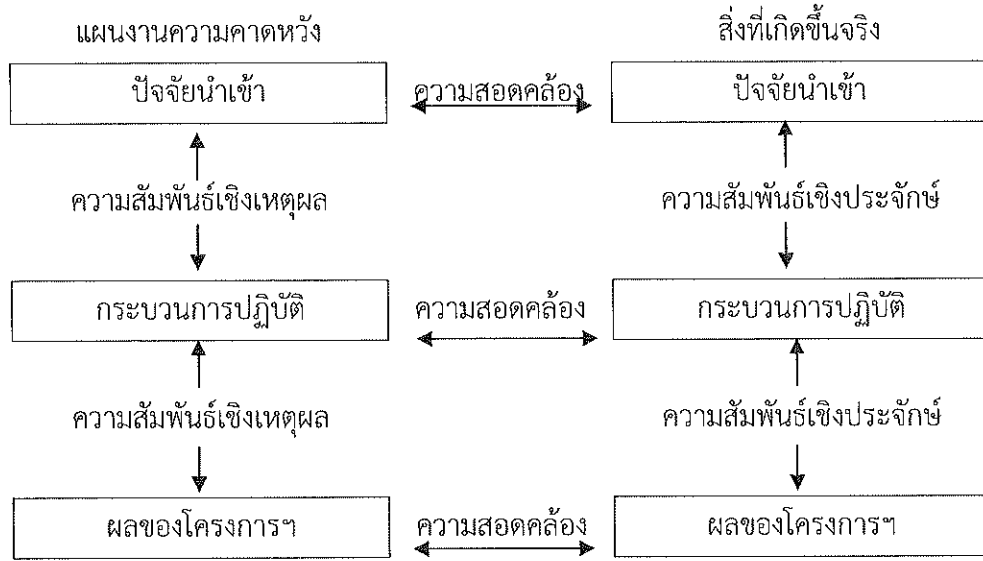 แผนงานความคาดหวัง สิ่งที่เกิดขึ้นจริง
ปัจจัยนำเข้า ความสอดคล้อง ปัจจัยนำเข้า
ความสัมพันธ์เชิงเหตุผล ความสัมพันธ์เชิงประจักษ์
กระบวนการปฏิบัติ ความสอดคล้อง กระบวนการปฏิบัติ
ความสัมพันธ์เชิงเหตุผล ความสัมพันธ์เชิงประจักษ์
ผลของโครงการฯ ความสอดคล้อง ผลของโครงการฯ